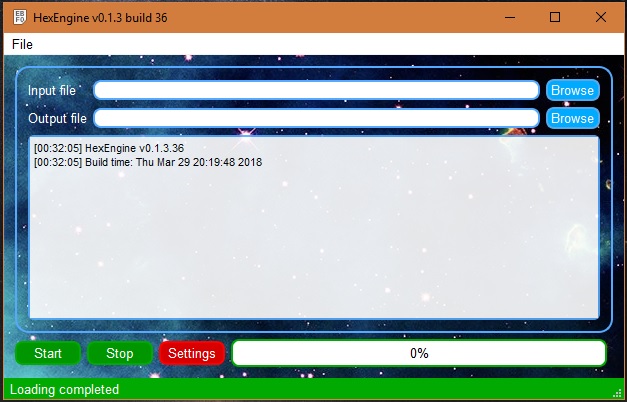 EB
F0
HexEngine v0.1.3 build 36
File
Input file
Browse
Output file
Browse
[00:32:05] HexEngine v0.1.3.36
[00:32:05] Build time: Thu Mar 29 20:19:48 2018
Start
Stop
Settings
0%
Loading completed